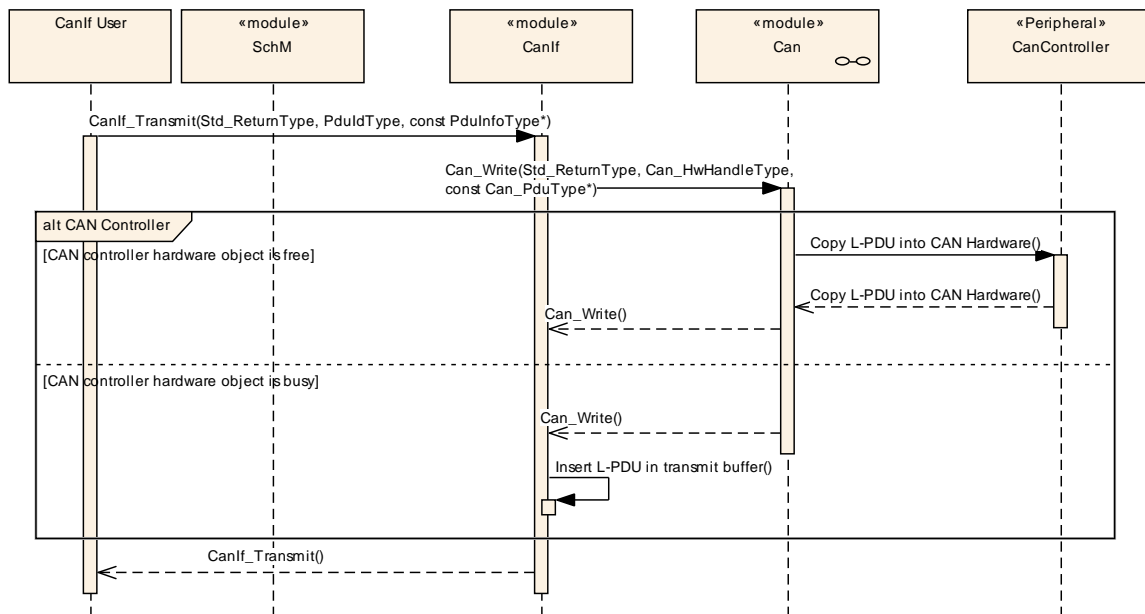 CanIf User
«module»
SchM
«module»
CanIf
«module»
Can
«Peripheral»
CanController
CanIf_Transmit(Std_ReturnType, PduIdType, const PduInfoType*)
Can_Write(Std_ReturnType, Can_HwHandleType,
const Can_PduType*)
alt CAN Controller
[CAN controller hardware object is free]
Copy L-PDU into CAN Hardware()
Copy L-PDU into CAN Hardware()
Can_Write()
[CAN controller hardware object is busy]
Can_Write()
Insert L-PDU in transmit buffer()
CanIf_Transmit()